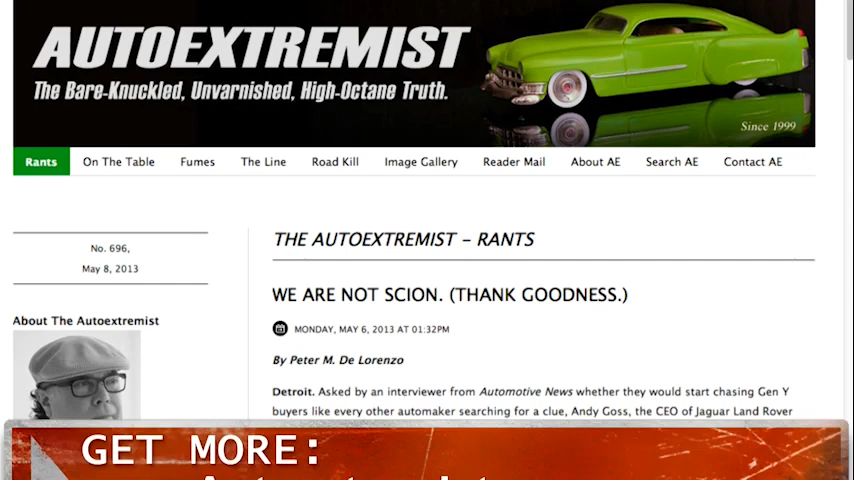 AUTOEXTREMIST
The Bare-Knuckled, Unvarnished, High-Octane Truth.
Since 1999
Rants On The Table Fumes The Line Road Kill Image Gallery Reader Mail About AE Search AE Contact AE
No. 696,
May 8, 2013
About The Autoextremist
THE AUTOEXTREMIST - RANTS
WE ARE NOT SCION. (THANK GOODNESS.)
MONDAY, MAY 6, 2013 AT 01:32PM
By Peter M. De Lorenzo
Detroit. Asked by an interviewer from Automotive News whether they would start chasing Gen Y
buyers like every other automaker searching for a clue, Andy Goss, the CEO of Jaguar Land Rover
GET MORE: